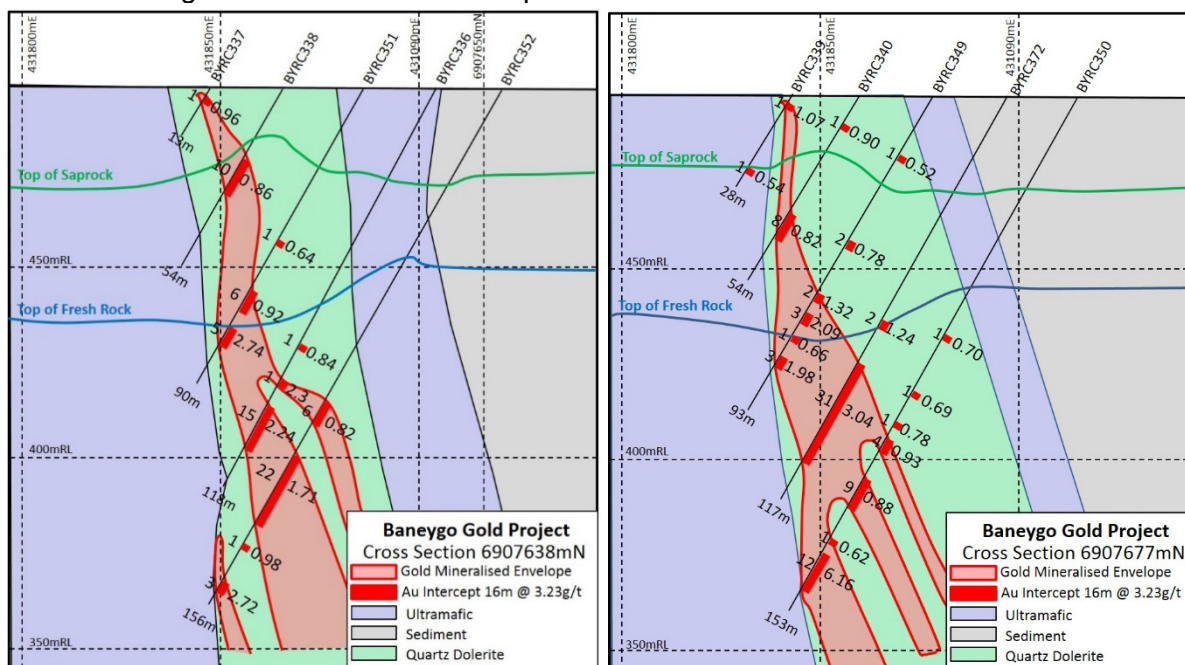 431800mE
431850mE
BYRC337
BYRC338
BYRC351
431090mE
BYRC336
6907650mN
BYRC352
1 0.96
13m
Top of Saprock
10 0.86
1 0.64
54m
450mRL
6 0.92
Top of Fresh Rock
5 2.74
1 0.84
90m
1 2.3
6 0.82
15 2.24
400mRL
22 1.71
118m
1 0.98
3 2.72
156m
350mRL
Baneygo Gold Project
Cross Section 6907638mN
Gold Mineralised Envelope
Au Intercept 16m @ 3.23g/t
Ultramafic
Sediment
Quartz Dolerite
431800mE
BYRC339
431850mE
BYRC340
BYRC349
BYRC372
431090mE
BYRC350
1 1.07
1 0.90
1 0.52
Top of Saprock
1 0.54
28m
8 0.82
2 0.78
54m
450mRL
2 1.32
Top of Fresh Rock
3 2.09
2 1.24
1 0.66
1 0.70
3 1.98
93m
31 3.04
1 0.69
1 0.78
4 0.93
400mRL
9 0.88
117m
1 0.62
12 6.16
153m
350mRL
Baneygo Gold Project
Cross Section 6907677mN
Gold Mineralised Envelope
Au Intercept 16m @ 3.23g/t
Ultramafic
Sediment
Quartz Dolerite